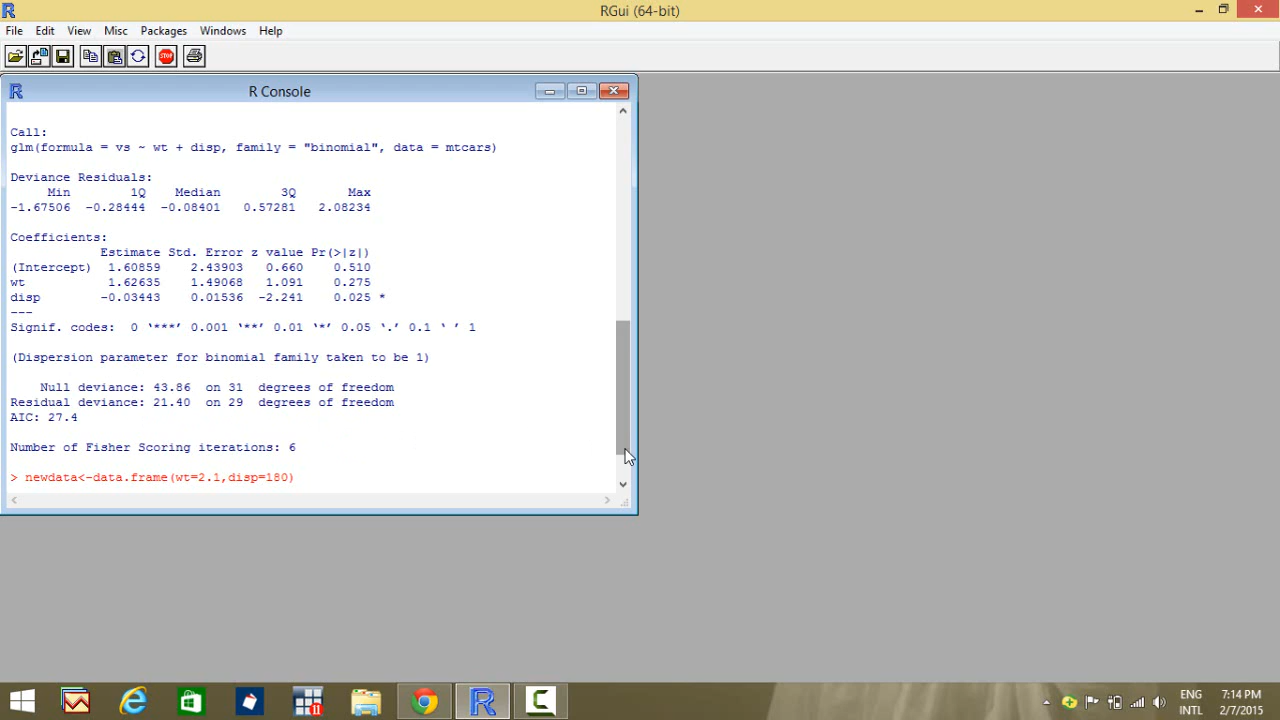 RGui (64-bit)
File Edit View Misc Packages Windows Help
STOP
R Console
Call:
glm(formula = vs ~ wt + disp, family = "binomial", data = mtcars)
Deviance Residuals:
Min 1Q Median 3Q Max
-1.67506 -0.28444 -0.08401 0.57281 2.08234
Coefficients:
Estimate Std. Error z value Pr(>|z|)
(Intercept) 1.60859 2.43903 0.660 0.510
wt 1.62635 1.49068 1.091 0.275
disp -0.03443 0.01536 -2.241 0.025 *
---
Signif. codes: 0 ‘***’ 0.001 ‘**’ 0.01 ‘*’ 0.05 ‘.’ 0.1 ‘ ’ 1
(Dispersion parameter for binomial family taken to be 1)
Null deviance: 43.86 on 31 degrees of freedom
Residual deviance: 21.40 on 29 degrees of freedom
AIC: 27.4
Number of Fisher Scoring iterations: 6
> newdata<-data.frame(wt=2.1,disp=180)
11
ENG 7:14 PM
INTL 2/7/2015